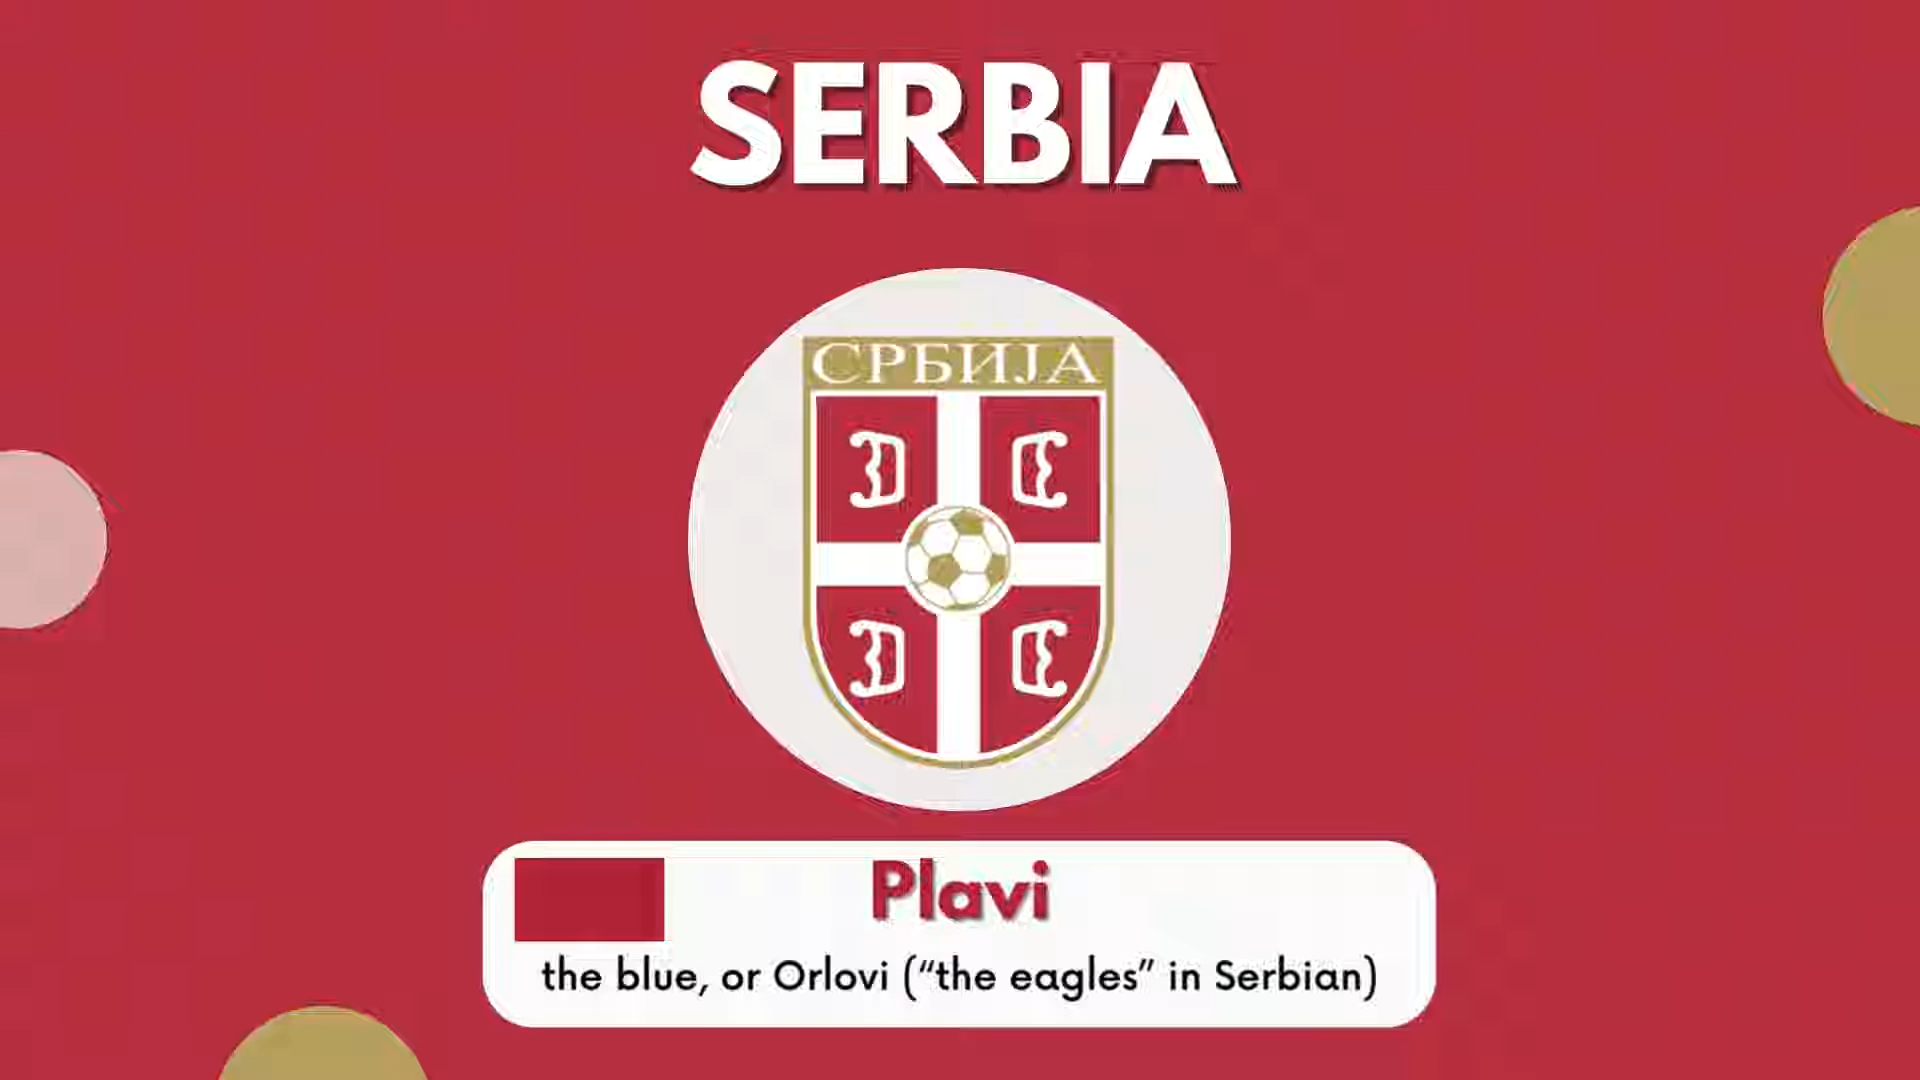 SERBIA
СРБИЈА
Plavi
the blue, or Orlovi (“the eagles” in Serbian)